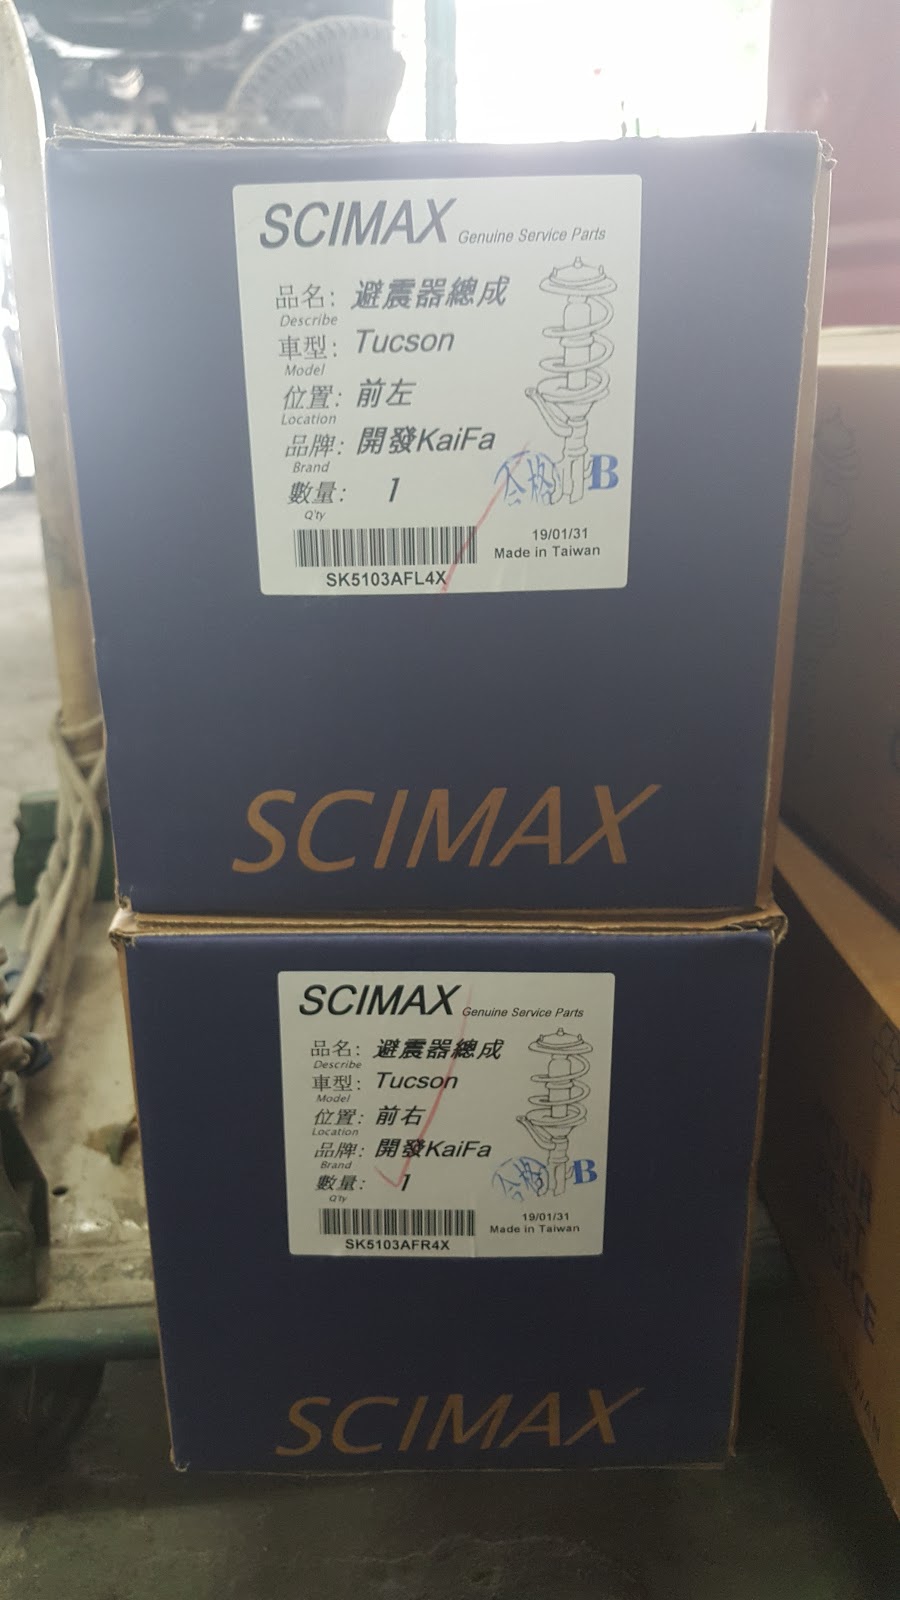 SCIMAX Genuine Service Parts
品名: 避震器總成
Describe
車型: Tucson
Model
位置: 前左
Location
品牌: 開發KaiFa
Brand
數量: 1
Q'ty
合格 B
19/01/31
Made in Taiwan
SK5103AFL4X
SCIMAX
SCIMAX Genuine Service Parts
品名: 避震器總成
Describe
車型: Tucson
Model
位置: 前右
Location
品牌: 開發KaiFa
Brand
數量: 1
Q'ty
合格 B
19/01/31
Made in Taiwan
SK5103AFR4X
SCIMAX